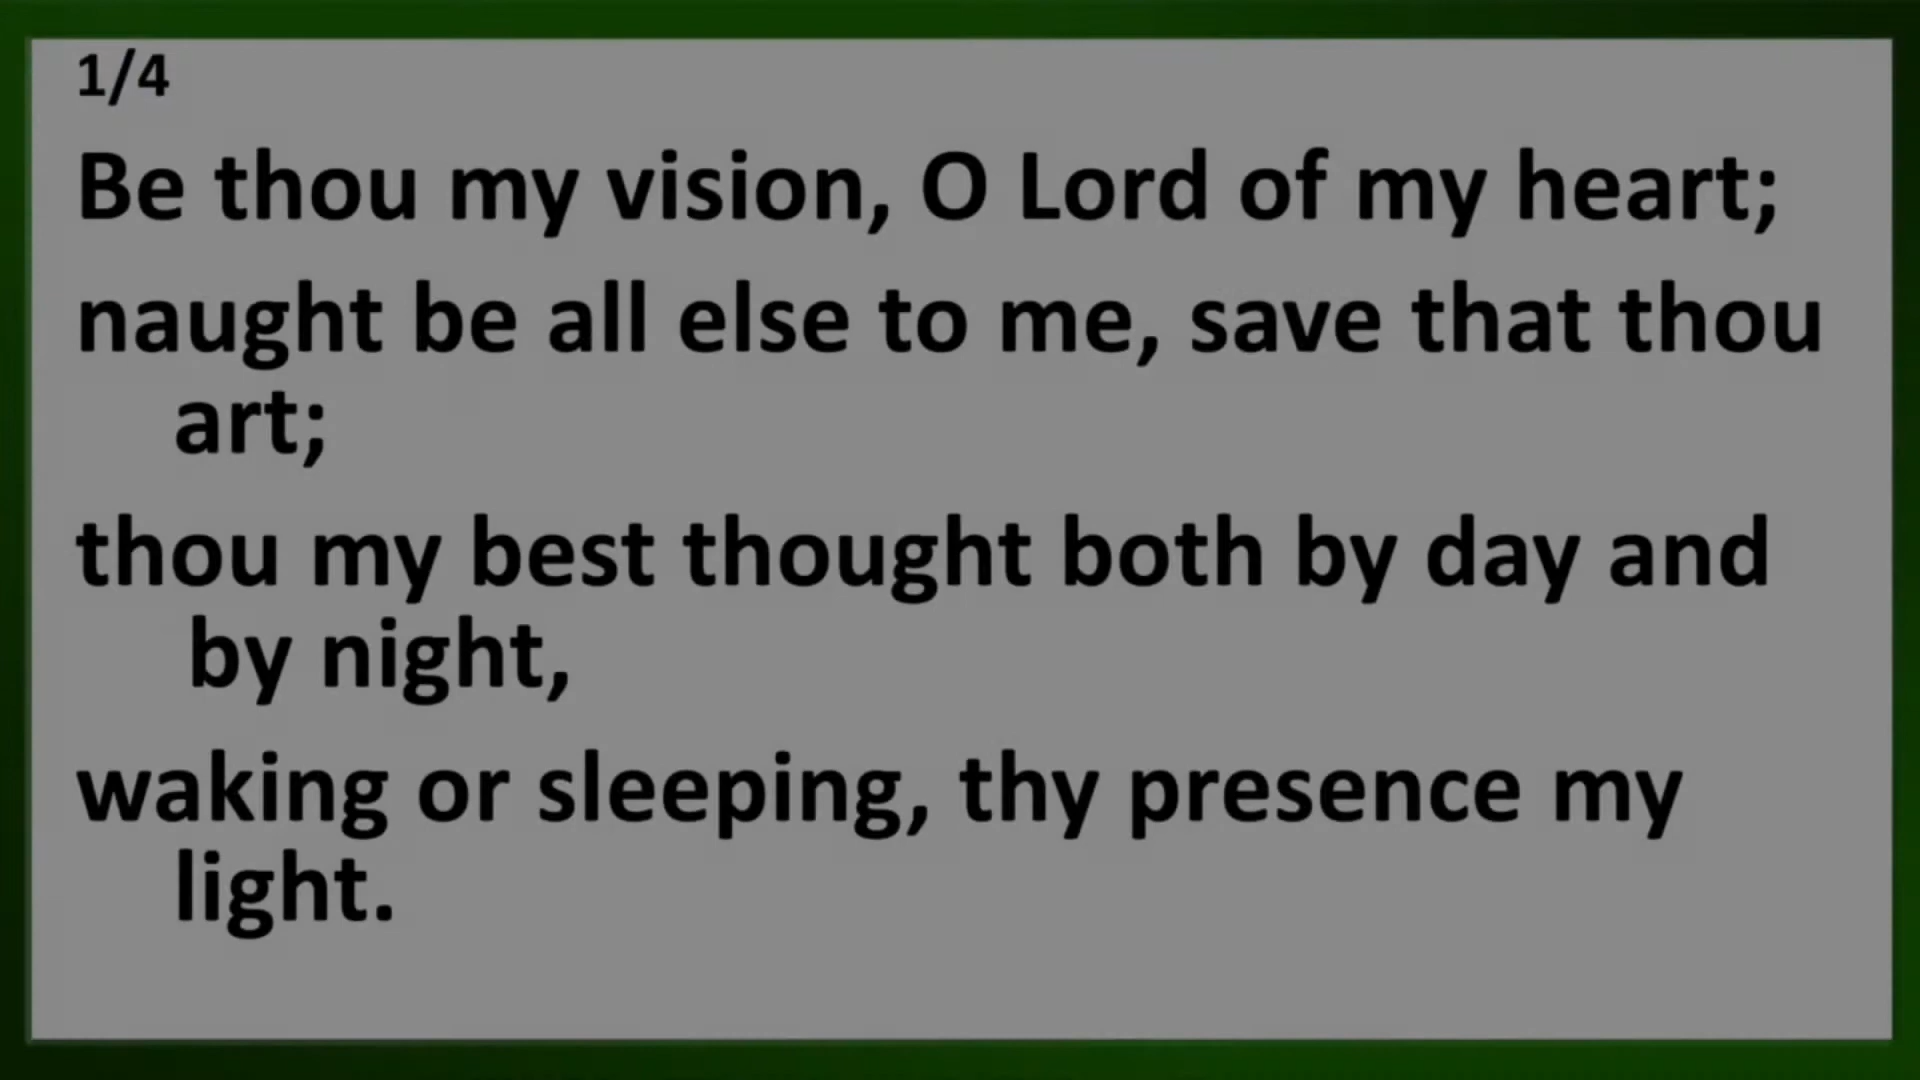 1/4
Be thou my vision, O Lord of my heart;
naught be all else to me, save that thou
art;
thou my best thought both by day and
by night,
waking or sleeping, thy presence my
light.